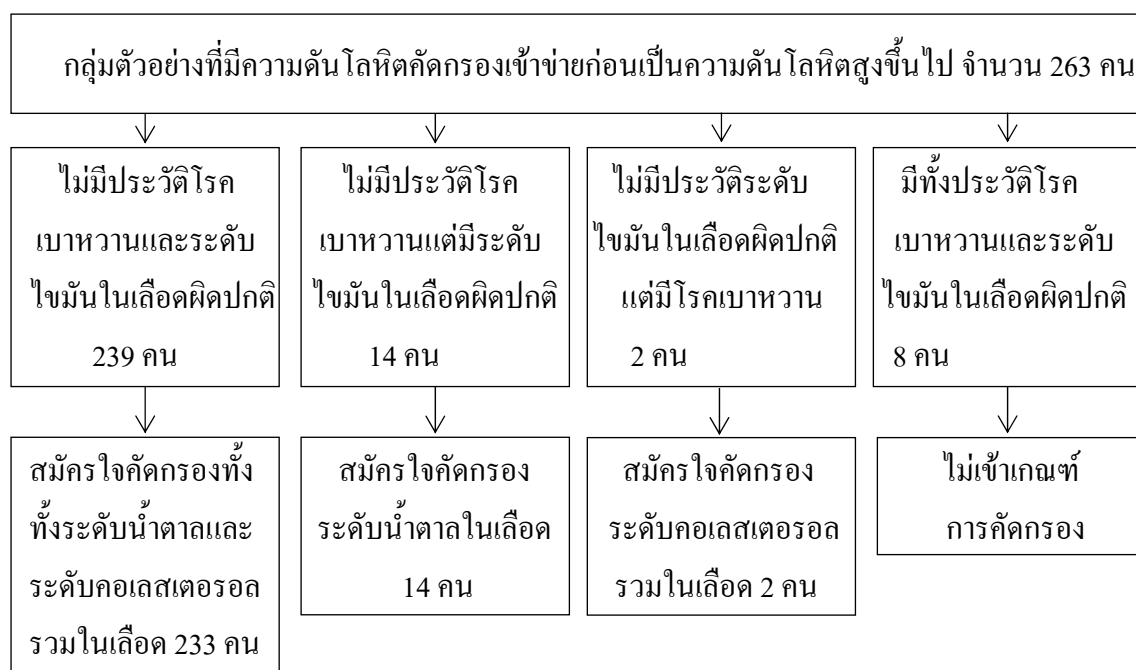 กลุ่มตัวอย่างที่มีความดันโลหิตคัดกรองเข้าข่ายก่อนเป็นความดันโลหิตสูงขึ้นไป จำนวน 263 คน
ไม่มีประวัติโรค
เบาหวานและระดับ
ไขมันในเลือดผิดปกติ
239 คน
ไม่มีประวัติโรค
เบาหวานแต่มีระดับ
ไขมันในเลือดผิดปกติ
14 คน
ไม่มีประวัติระดับ
ไขมันในเลือดผิดปกติ
แต่มีโรคเบาหวาน
2 คน
มีทั้งประวัติโรค
เบาหวานและระดับ
ไขมันในเลือดผิดปกติ
8 คน
สมัครใจคัดกรองทั้ง
ทั้งระดับน้ำตาลและ
ระดับคอเลสเตอรอล
รวมในเลือด 233 คน
สมัครใจคัดกรอง
ระดับน้ำตาลในเลือด
14 คน
สมัครใจคัดกรอง
ระดับคอเลสเตอรอล
รวมในเลือด 2 คน
ไม่เข้าเกณฑ์
การคัดกรอง